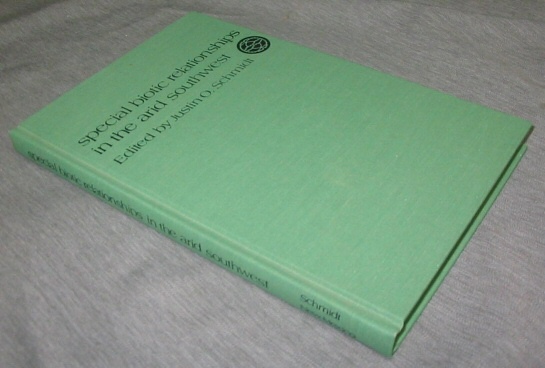 special biotic relationships
in the arid southwest
Edited by Justin O. Schmidt
special biotic relationships in the arid southwest
Schmidt